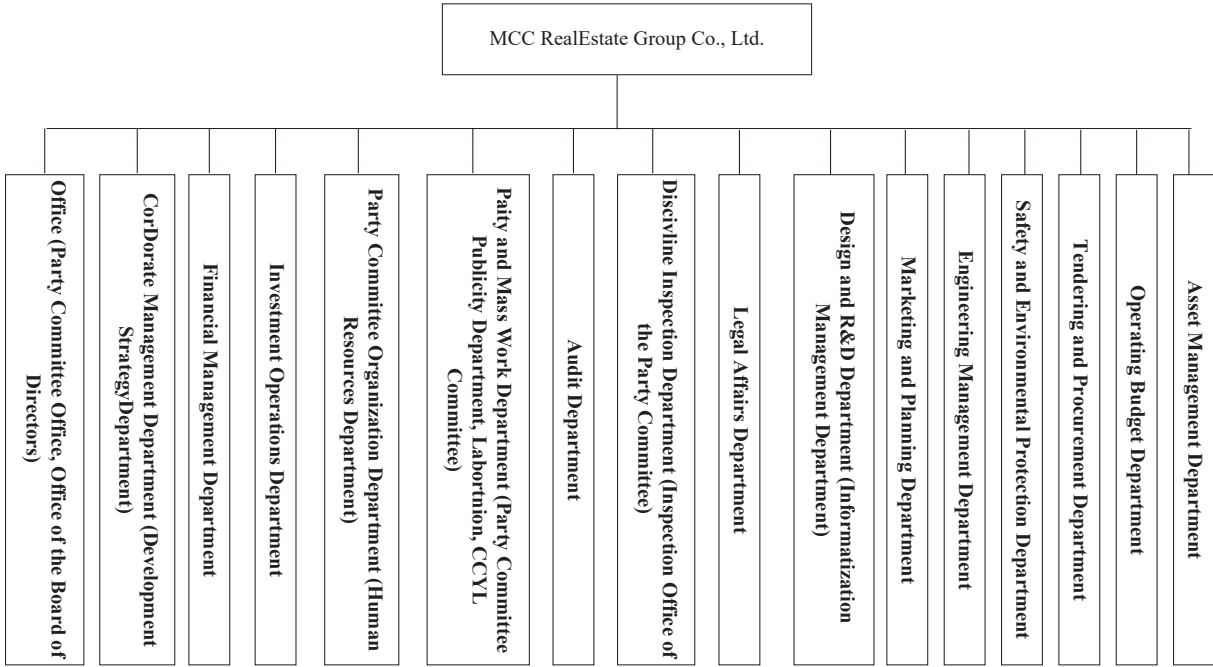 MCC RealEstate Group Co., Ltd.
Office (Party Committee Office, Office of the Board of
Directors)
CorDorate Management Department (Development
StrategyDepartment)
Financial Management Department
Investment Operations Department
Party Committee Organization Department (Human
Resources Department)
Paity and Mass Work Department (Party Committee
Publicity Department, Labortnion, CCYL
Committee)
Audit Department
Discivline Inspection Department (Inspection Office of
the Party Committee)
Legal Affairs Department
Design and R&D Department (Informatization
Management Department)
Marketing and Planning Department
Engineering Management Department
Safety and Environmental Protection Department
Tendering and Procurement Department
Operating Budget Department
Asset Management Department